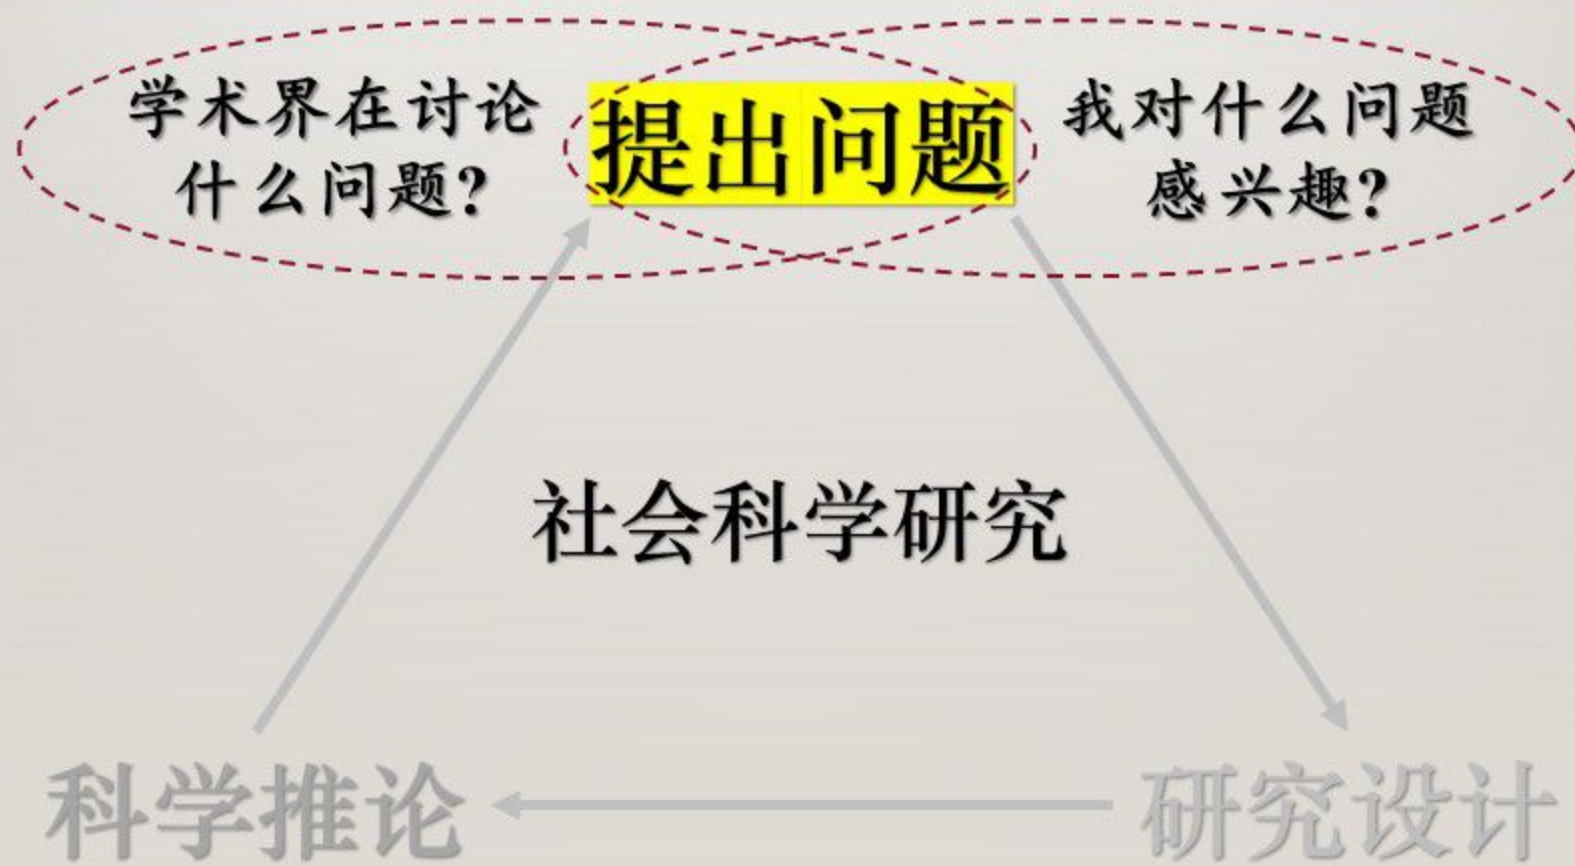 学术界在讨论
什么问题?
提出问题
我对什么问题
感兴趣?
社会科学研究
科学推论
研究设计